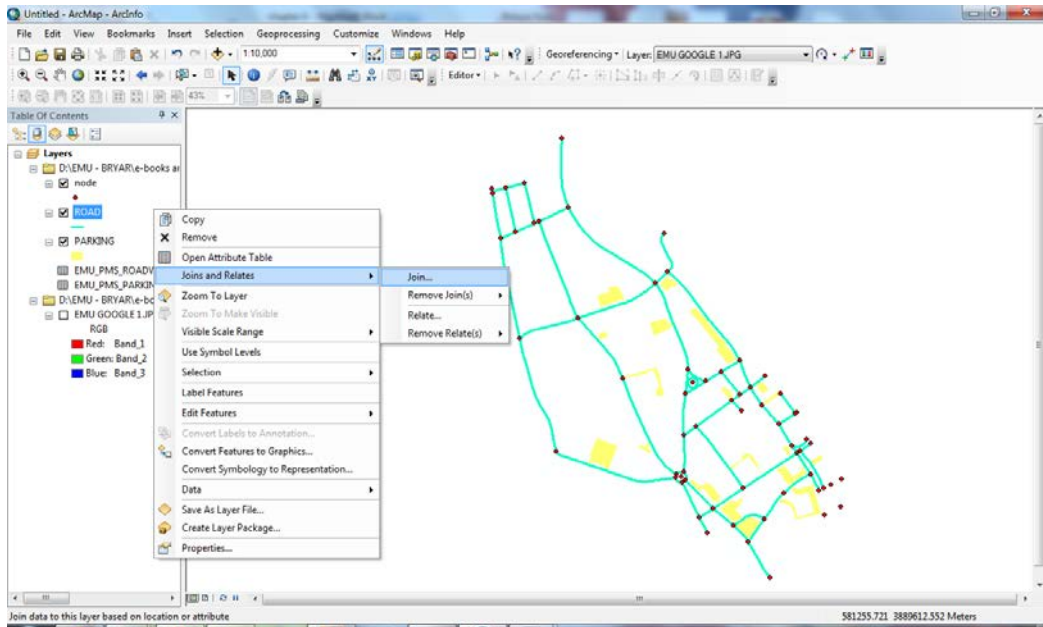 Untitled - ArcMap - ArcInfo
File Edit View Bookmarks Insert Selection Geoprocessing Customize Windows Help
1:10,000 Georeferencing Layer: EMU GOOGLE 1.JPG
Editor
43%
Table Of Contents
Layers
D:\EMU - BRYAR\e-books ar
node
ROAD
PARKING
EMU_PMS_ROADV
EMU_PMS_PARKIN
D:\EMU - BRYAR\e-bo
EMU GOOGLE 1.JP
RGB
Red: Band_1
Green: Band_2
Blue: Band_3
Copy
Remove
Open Attribute Table
Joins and Relates
Zoom To Layer
Zoom To Make Visible
Visible Scale Range
Use Symbol Levels
Selection
Label Features
Edit Features
Convert Labels to Annotation...
Convert Features to Graphics...
Convert Symbology to Representation...
Data
Save As Layer File...
Create Layer Package...
Properties...
Join...
Remove Join(s)
Relate...
Remove Relate(s)
Join data to this layer based on location or attribute
581255.721 3889612.552 Meters